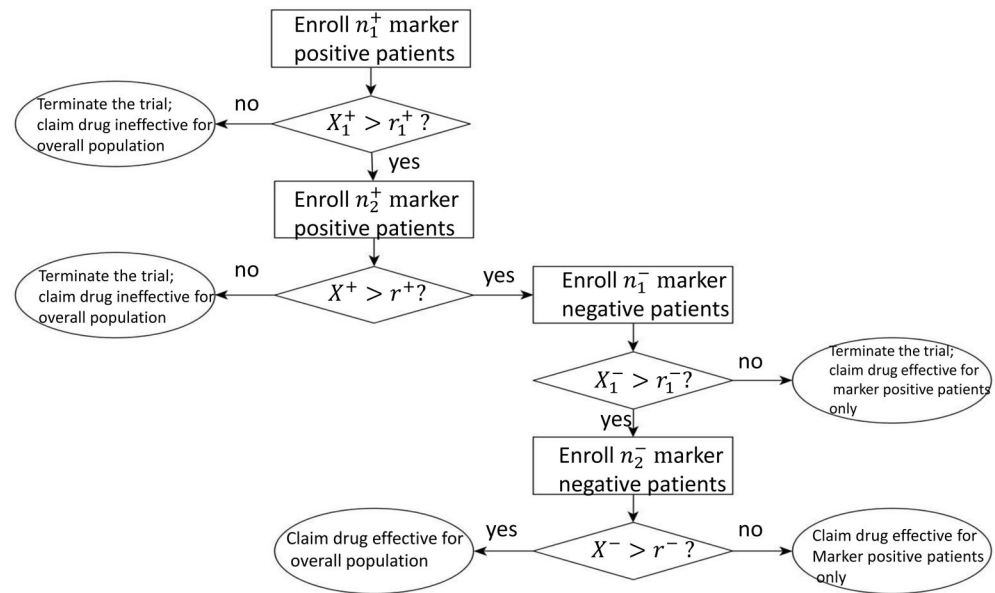 Enroll n₁⁺ marker
positive patients
Terminate the trial;
claim drug ineffective for
overall population
no
X₁⁺ > r₁⁺ ?
yes
Enroll n₂⁺ marker
positive patients
Terminate the trial;
claim drug ineffective for
overall population
no
X⁺ > r⁺?
yes
Enroll n₁⁻ marker
negative patients
X₁⁻ > r₁⁻?
no
Terminate the trial;
claim drug effective for
marker positive patients
only
yes
Enroll n₂⁻ marker
negative patients
Claim drug effective for
overall population
yes
X⁻ > r⁻ ?
no
Claim drug effective for
Marker positive patients
only